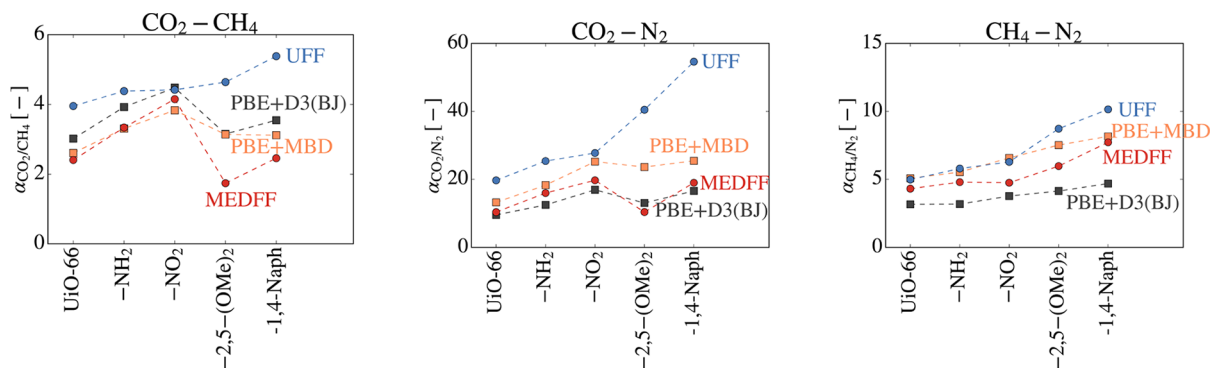 CO₂ − CH₄
6
4
2
0
α_CO₂/CH₄ [−]
UFF
PBE+D3(BJ)
PBE+MBD
MEDFF
UiO-66
−NH₂
−NO₂
−2,5−(OMe)₂
-1,4-Naph
CO₂ − N₂
60
40
20
0
α_CO₂/N₂ [−]
UFF
PBE+MBD
MEDFF
PBE+D3(BJ)
UiO-66
−NH₂
−NO₂
−2,5−(OMe)₂
-1,4-Naph
CH₄ − N₂
15
10
5
0
α_CH₄/N₂ [−]
UFF
PBE+MBD
MEDFF
PBE+D3(BJ)
UiO-66
−NH₂
−NO₂
−2,5−(OMe)₂
-1,4-Naph